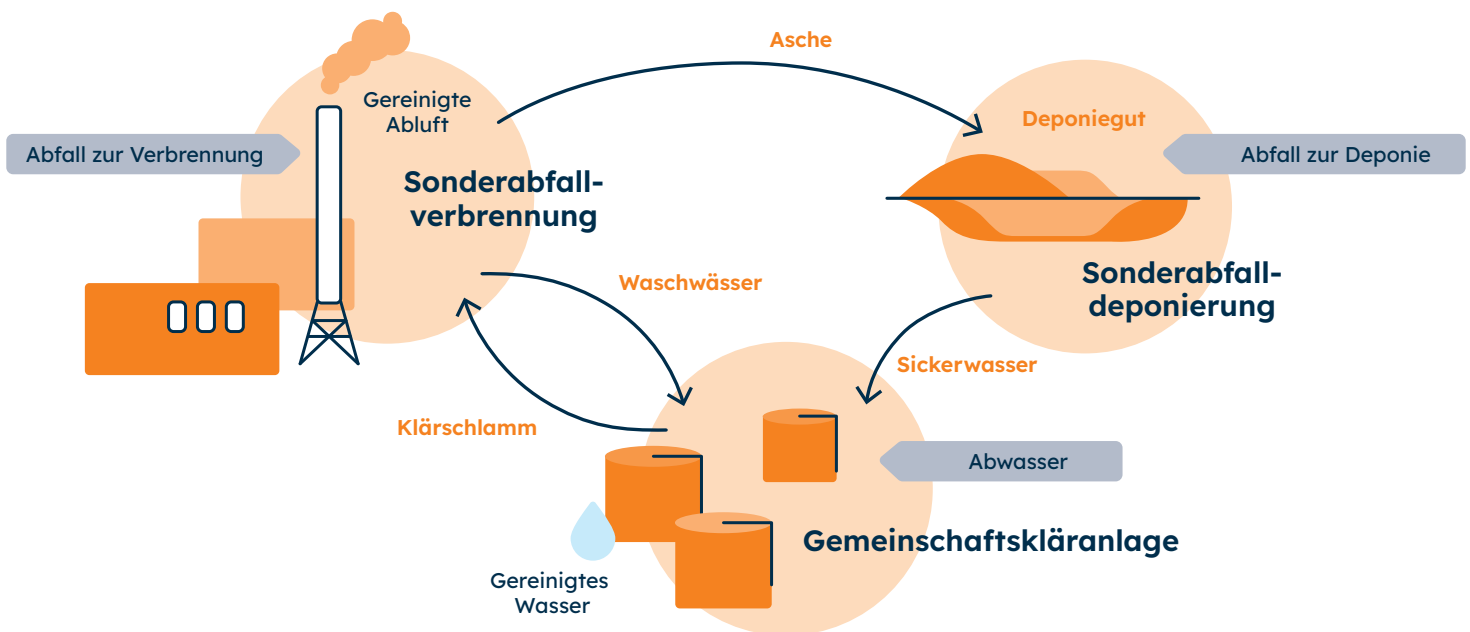 Asche
Gereinigte
Abluft
Deponiegut
Abfall zur Verbrennung
Abfall zur Deponie
Sonderabfall-
verbrennung
Waschwässer
Sonderabfall-
deponierung
Sickerwasser
Klärschlamm
Abwasser
Gemeinschaftskläranlage
Gereinigtes
Wasser